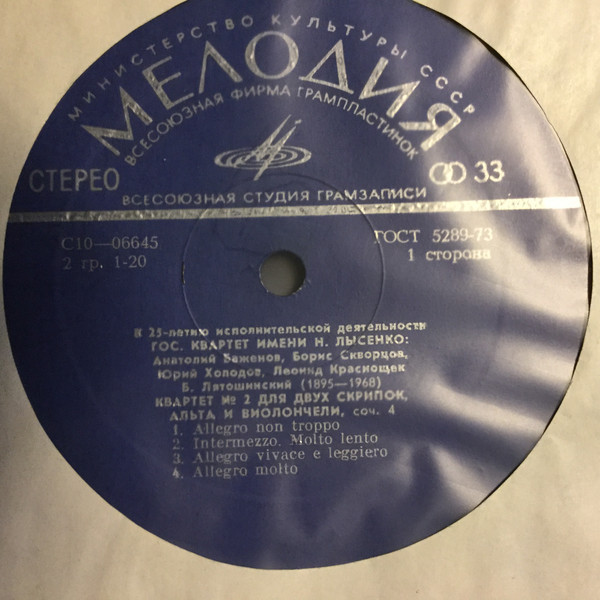 МИНИСТЕРСТВО КУЛЬТУРЫ СССР
МЕЛОДИЯ
ВСЕСОЮЗНАЯ ФИРМА ГРАМПЛАСТИНОК
СТЕРЕО
33
ВСЕСОЮЗНАЯ СТУДИЯ ГРАМЗАПИСИ
С10—06645
ГОСТ 5289-73
2 гр. 1-20
1 сторона
К 25-летию исполнительской деятельности
ГОС. КВАРТЕТ ИМЕНИ Н. ЛЫСЕНКО:
Анатолий Баженов, Борис Скворцов,
Юрий Холодов, Леонид Краснощек
Б. Лятошинский (1895—1968)
КВАРТЕТ № 2 ДЛЯ ДВУХ СКРИПОК,
АЛЬТА И ВИОЛОНЧЕЛИ, соч. 4
1. Allegro non troppo
2. Intermezzo. Molto lento
3. Allegro vivace e leggiero
4. Allegro molto